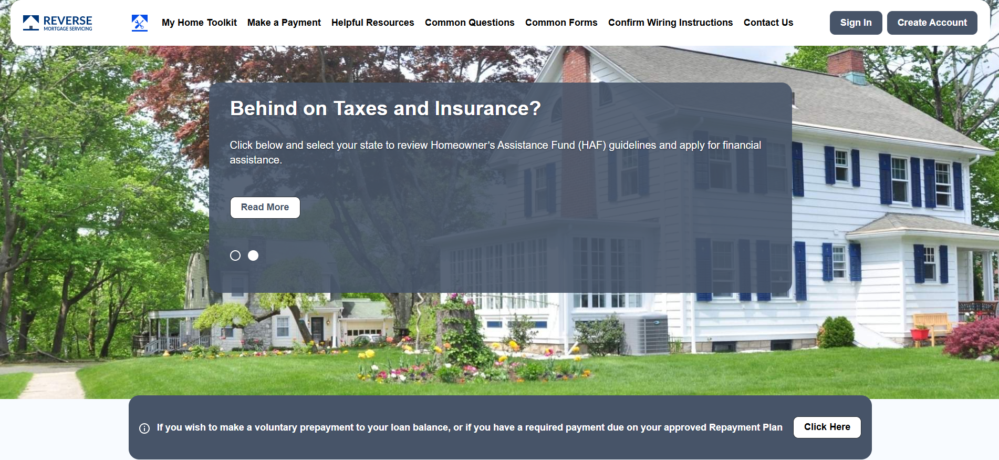 REVERSE
MORTGAGE SERVICING
My Home Toolkit
Make a Payment
Helpful Resources
Common Questions
Common Forms
Confirm Wiring Instructions
Contact Us
Sign In
Create Account
Behind on Taxes and Insurance?
Click below and select your state to review Homeowner’s Assistance Fund (HAF) guidelines and apply for financial
assistance.
Read More
If you wish to make a voluntary prepayment to your loan balance, or if you have a required payment due on your approved Repayment Plan
Click Here